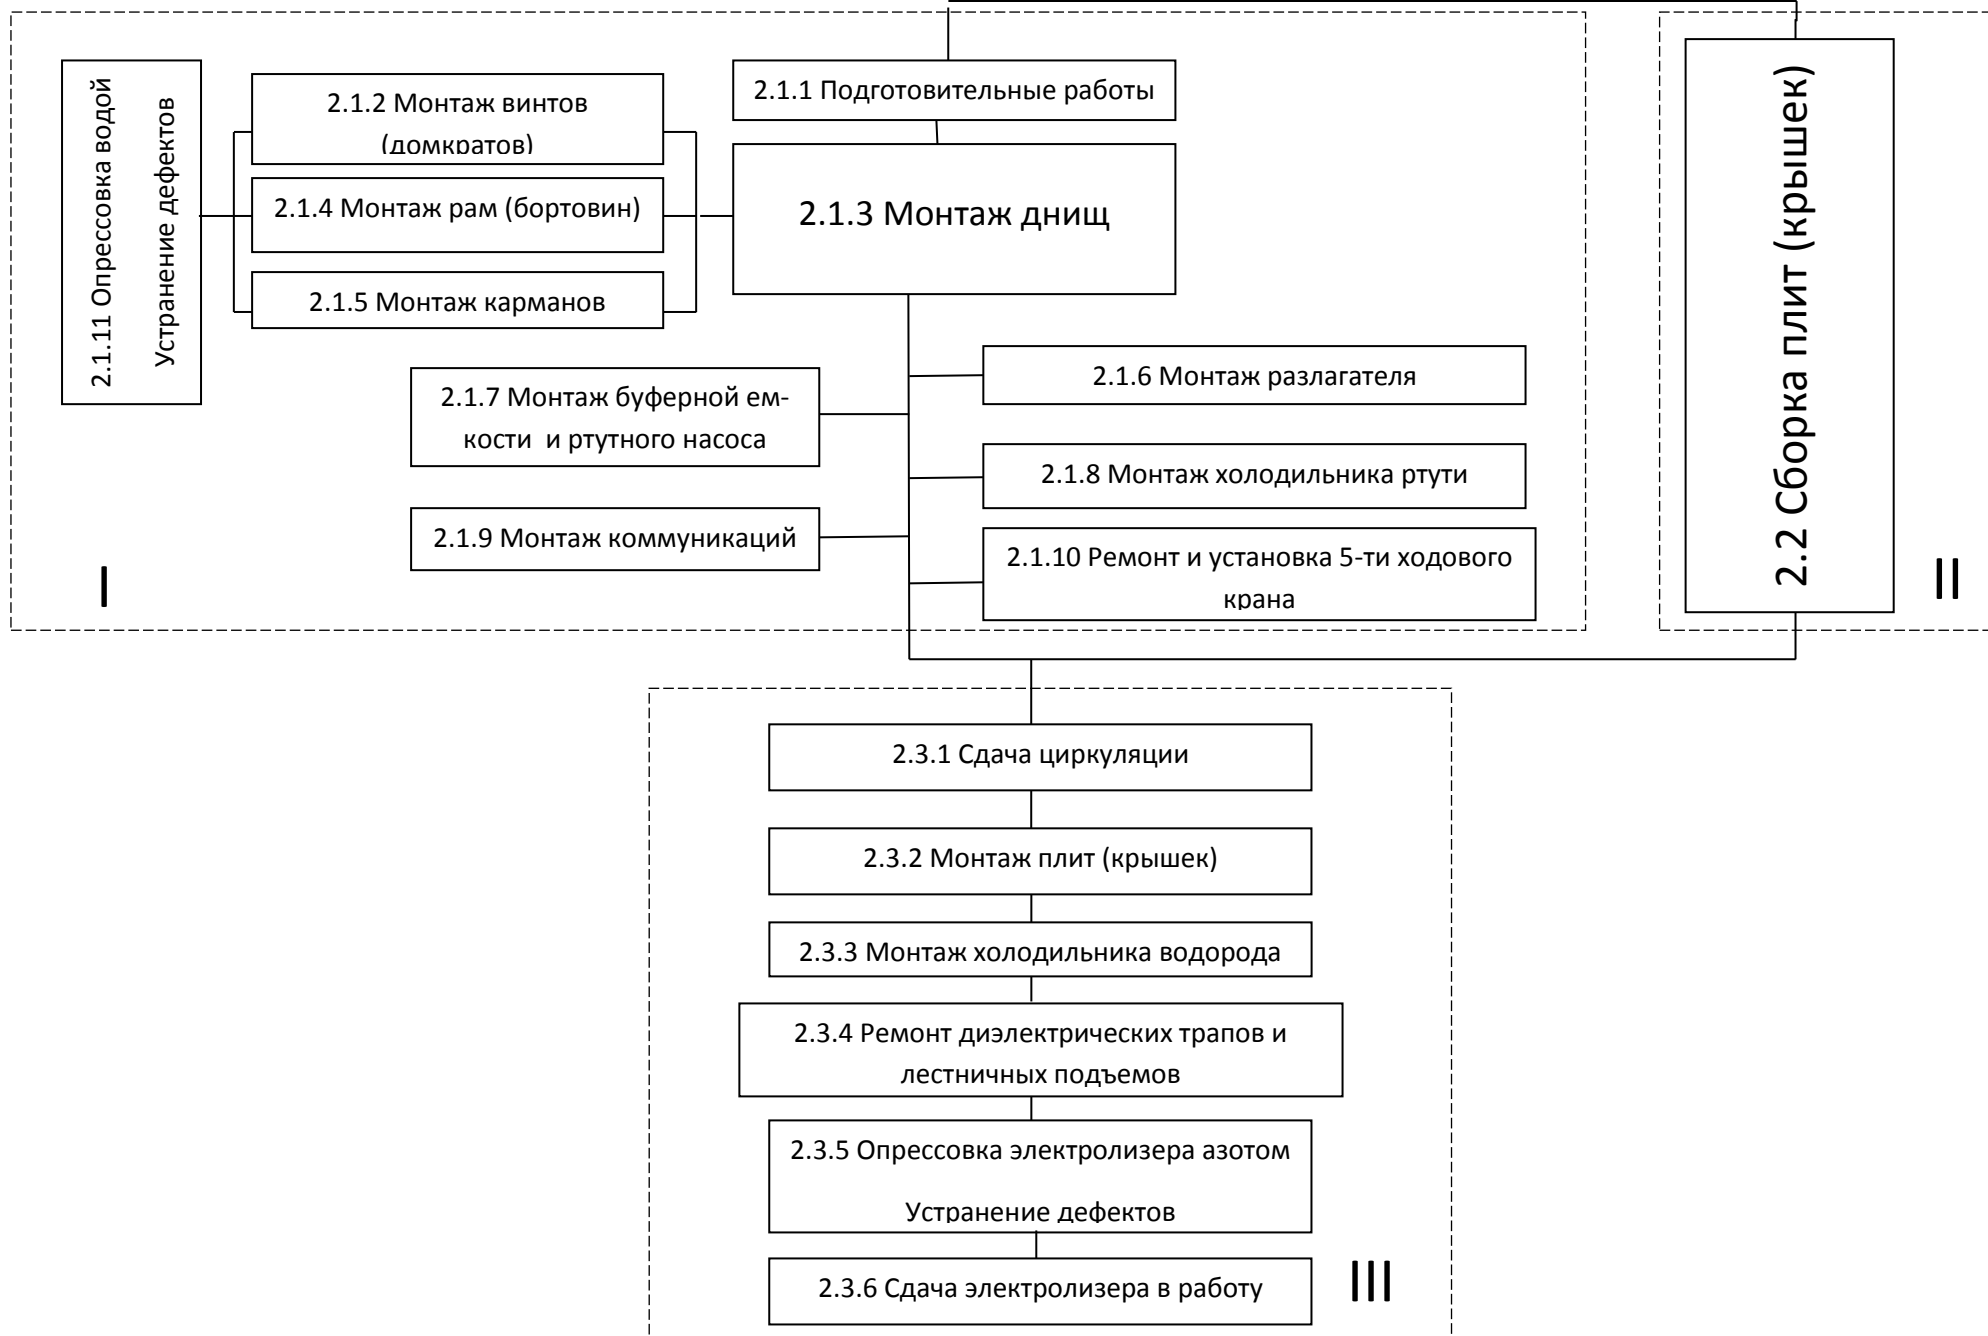 2.1.11 Опрессовка водой
Устранение дефектов
2.1.2 Монтаж винтов
(домкратов)
2.1.4 Монтаж рам (бортовин)
2.1.5 Монтаж карманов
2.1.1 Подготовительные работы
2.1.3 Монтаж днищ
2.1.7 Монтаж буферной ем-
кости и ртутного насоса
2.1.9 Монтаж коммуникаций
2.1.6 Монтаж разлагателя
2.1.8 Монтаж холодильника ртути
2.1.10 Ремонт и установка 5-ти ходового
крана
I
2.2 Сборка плит (крышек)
II
2.3.1 Сдача циркуляции
2.3.2 Монтаж плит (крышек)
2.3.3 Монтаж холодильника водорода
2.3.4 Ремонт диэлектрических трапов и
лестничных подъемов
2.3.5 Опрессовка электролизера азотом
Устранение дефектов
2.3.6 Сдача электролизера в работу
III